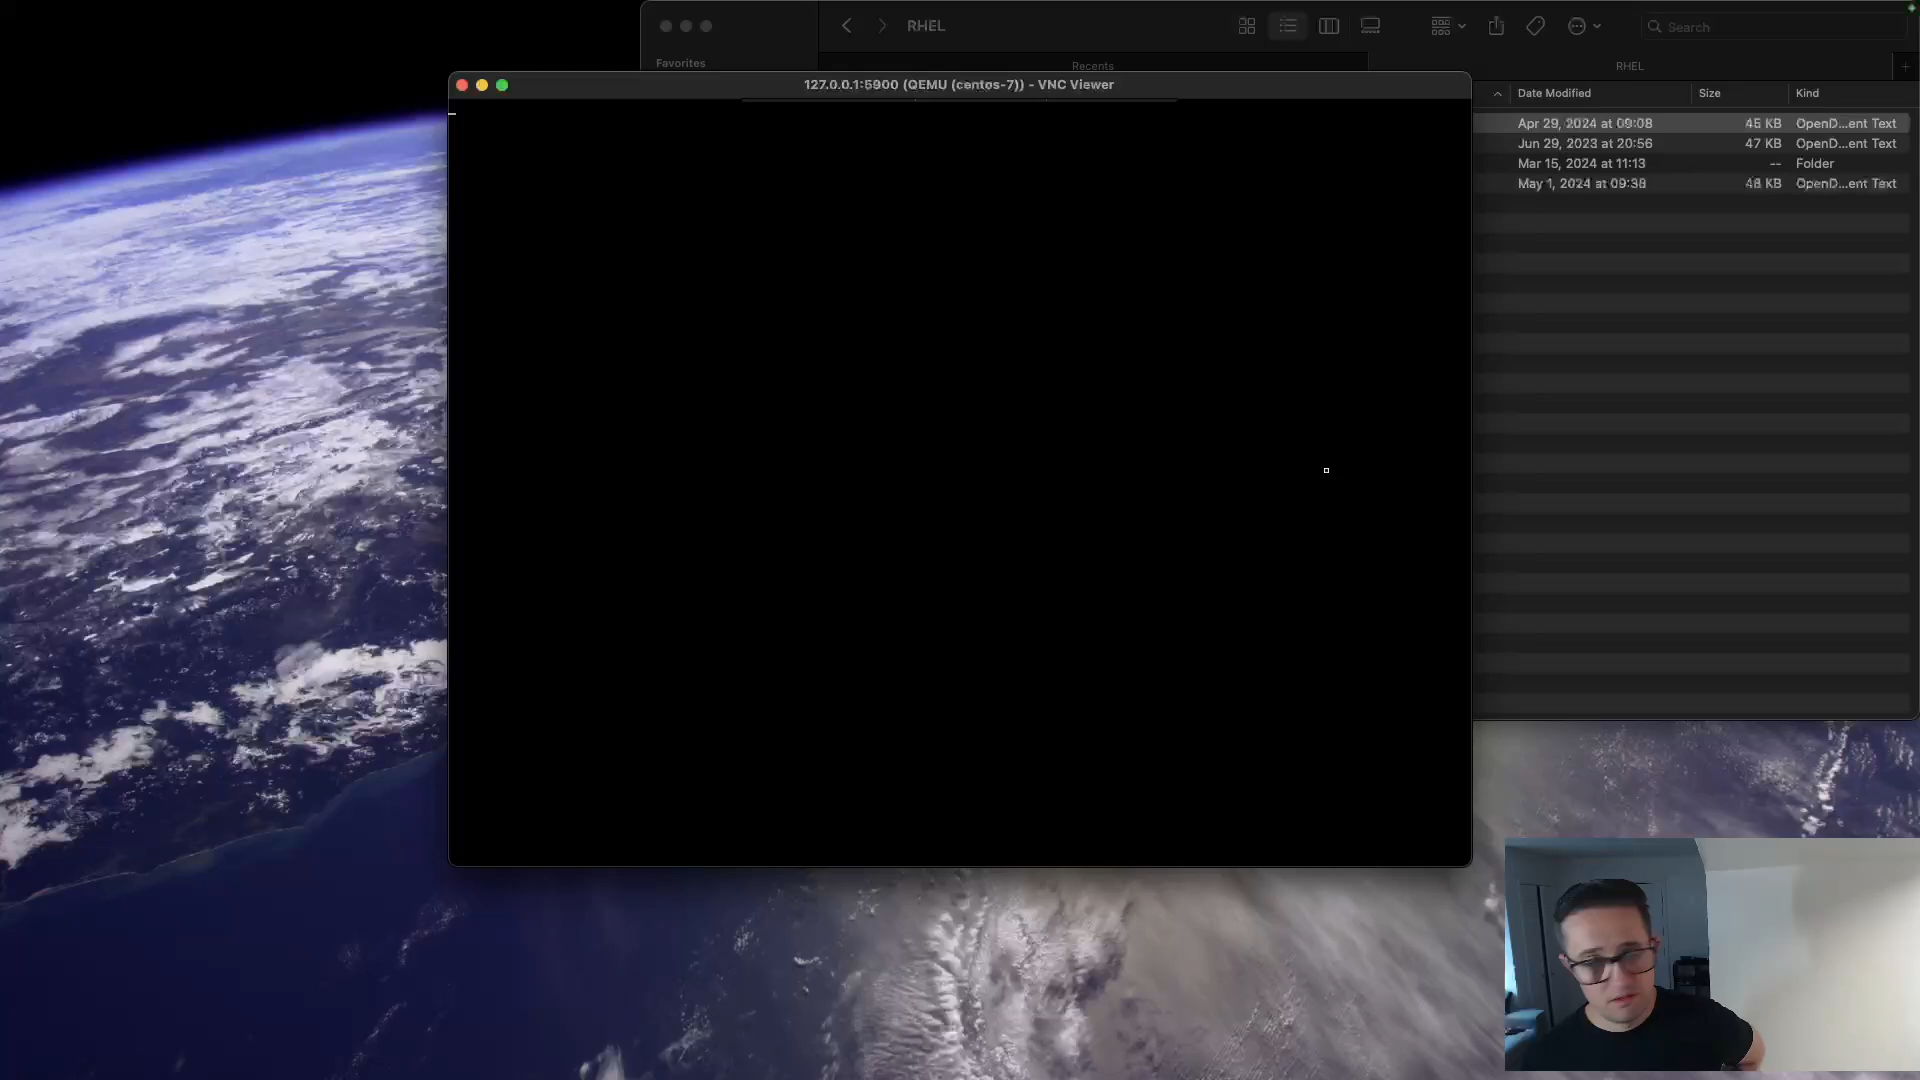 RHEL
Search
Favorites
Recents
RHEL
127.0.0.1:5900 (QEMU (centos-7)) - VNC Viewer
Date Modified Size Kind
Apr 29, 2024 at 09:08 45 KB OpenD...ent Text
Jun 29, 2023 at 20:56 47 KB OpenD...ent Text
Mar 15, 2024 at 11:13 -- Folder
May 1, 2024 at 09:38 48 KB OpenD...ent Text